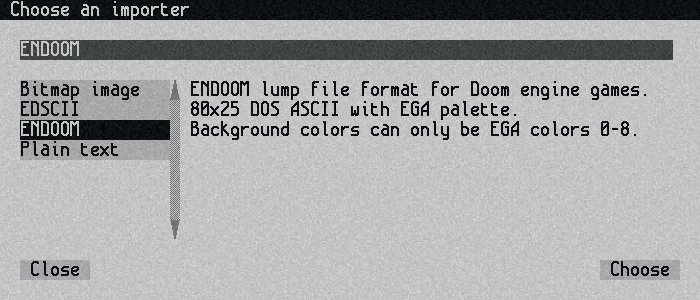 Choose an importer
ENDOOM
Bitmap image
EDSCII
ENDOOM
Plain text
ENDOOM lump file format for Doom engine games.
80x25 DOS ASCII with EGA palette.
Background colors can only be EGA colors 0-8.
Close
Choose